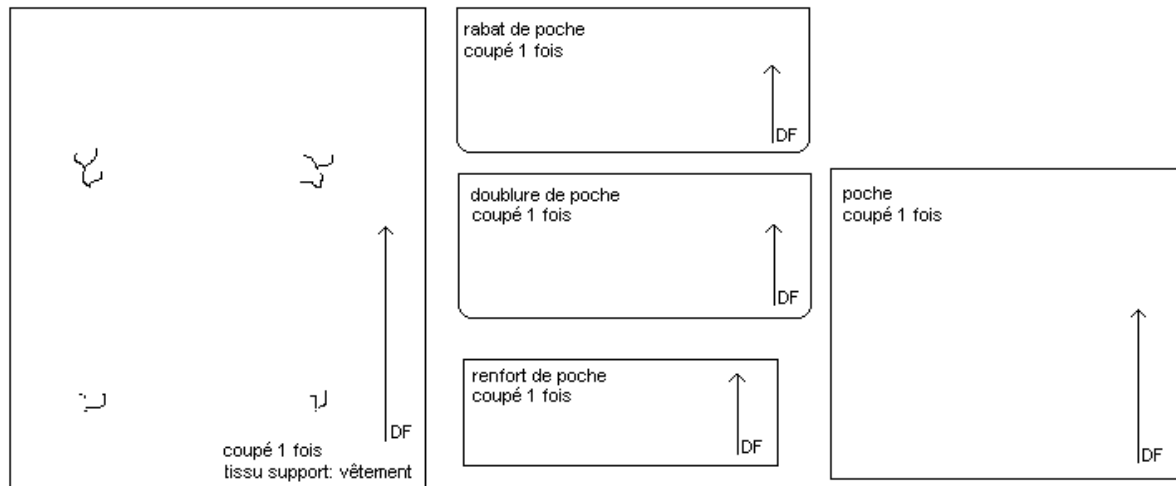 coupé 1 fois
tissu support: vêtement
DF
rabat de poche
coupé 1 fois
DF
doublure de poche
coupé 1 fois
DF
renfort de poche
coupé 1 fois
DF
poche
coupé 1 fois
DF